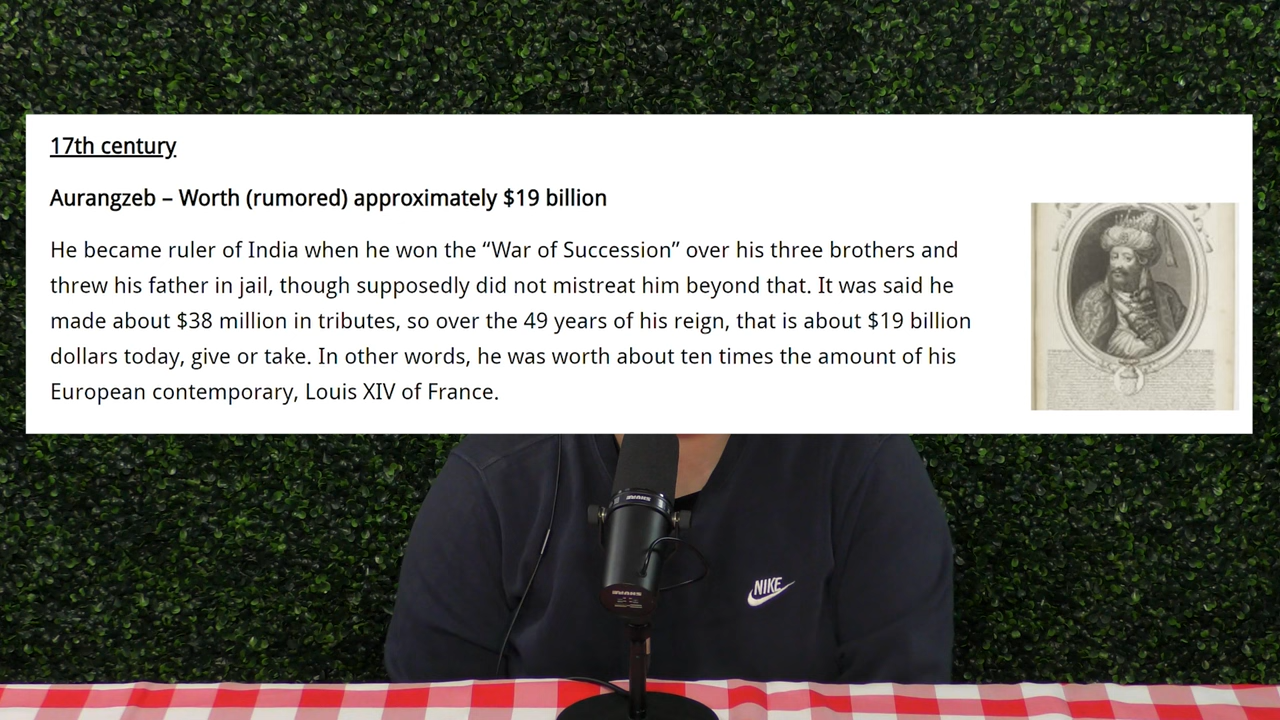 17th century
Aurangzeb – Worth (rumored) approximately $19 billion
He became ruler of India when he won the “War of Succession” over his three brothers and
threw his father in jail, though supposedly did not mistreat him beyond that. It was said he
made about $38 million in tributes, so over the 49 years of his reign, that is about $19 billion
dollars today, give or take. In other words, he was worth about ten times the amount of his
European contemporary, Louis XIV of France.
NIKE